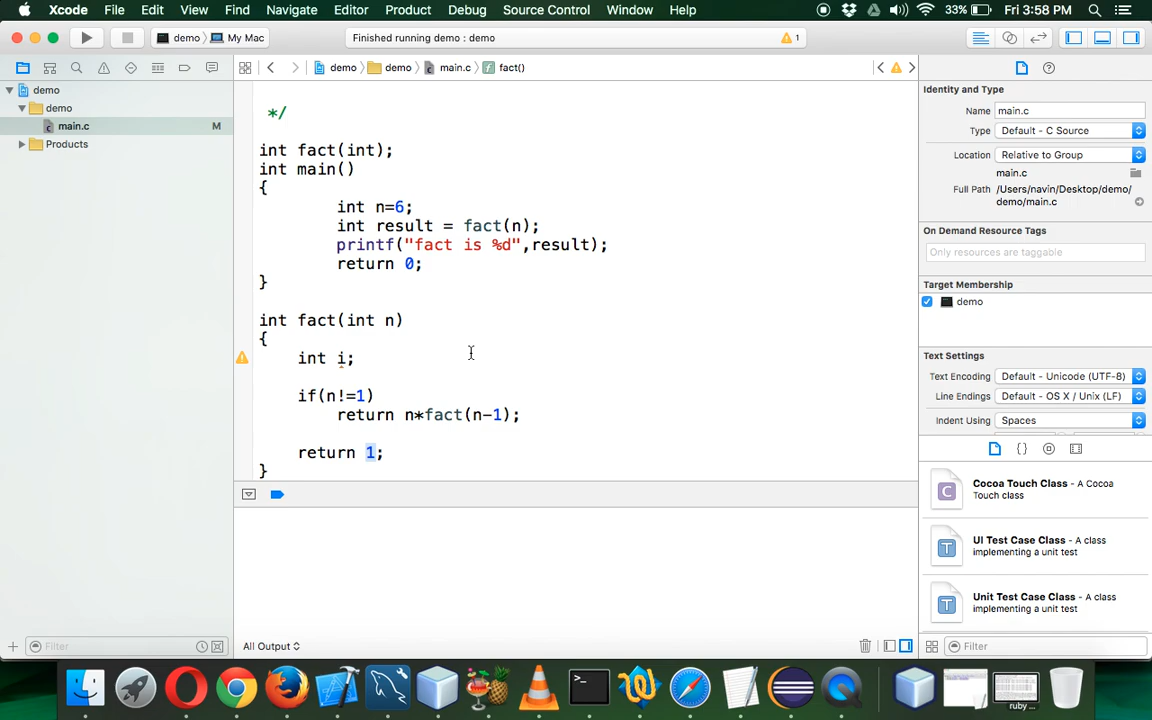 Xcode File Edit View Find Navigate Editor Product Debug Source Control Window Help 33% Fri 3:58 PM
demo My Mac Finished running demo : demo 1
demo demo main.c fact()
demo
demo
main.c M
Products
*/
int fact(int);
int main()
{
int n=6;
int result = fact(n);
printf("fact is %d",result);
return 0;
}
int fact(int n)
{
int i;
if(n!=1)
return n*fact(n-1);
return 1;
}
All Output
Filter
Identity and Type
Name main.c
Type Default - C Source
Location Relative to Group
main.c
Full Path /Users/navin/Desktop/demo/
demo/main.c
On Demand Resource Tags
Only resources are taggable
Target Membership
demo
Text Settings
Text Encoding Default - Unicode (UTF-8)
Line Endings Default - OS X / Unix (LF)
Indent Using Spaces
C Cocoa Touch Class - A Cocoa
Touch class
T UI Test Case Class - A class
implementing a unit test
T Unit Test Case Class - A class
implementing a unit test
Filter
ruby ...